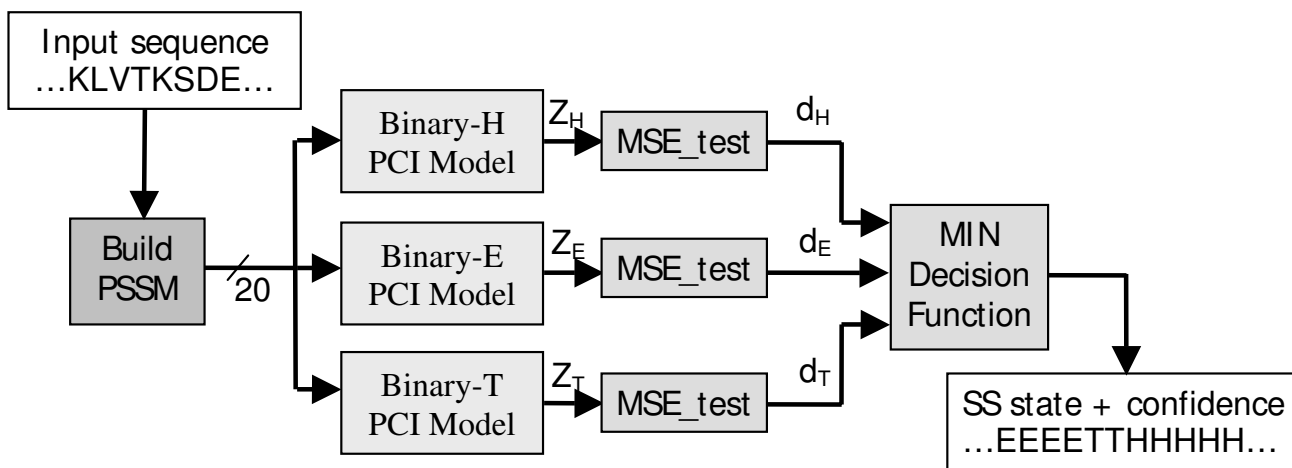 Input sequence
…KLVTKSDE…
Build
PSSM
20
Binary-H
PCI Model
Z_H
MSE_test
d_H
Binary-E
PCI Model
Z_E
MSE_test
d_E
Binary-T
PCI Model
Z_T
MSE_test
d_T
MIN
Decision
Function
SS state + confidence
…EEEETTHHHHH…